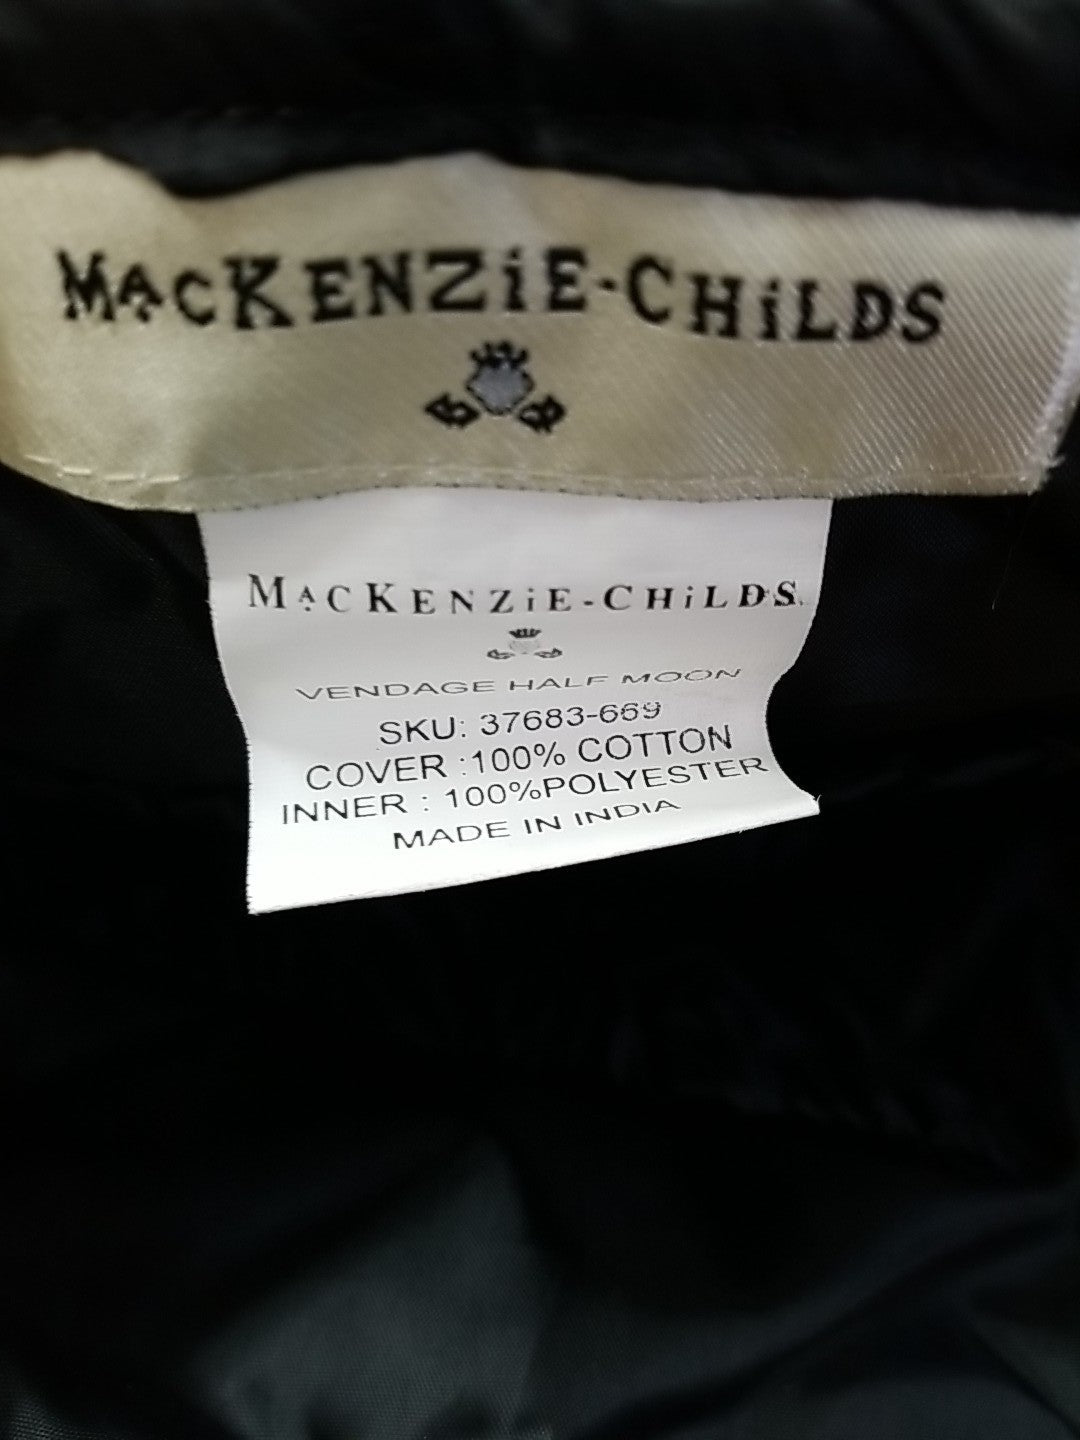 MACKENZiE-CHiLDS
MACKENZiE-CHiLDS
VENDAGE HALF MOON
SKU: 37683-669
COVER :100% COTTON
INNER : 100%POLYESTER
MADE IN INDIA